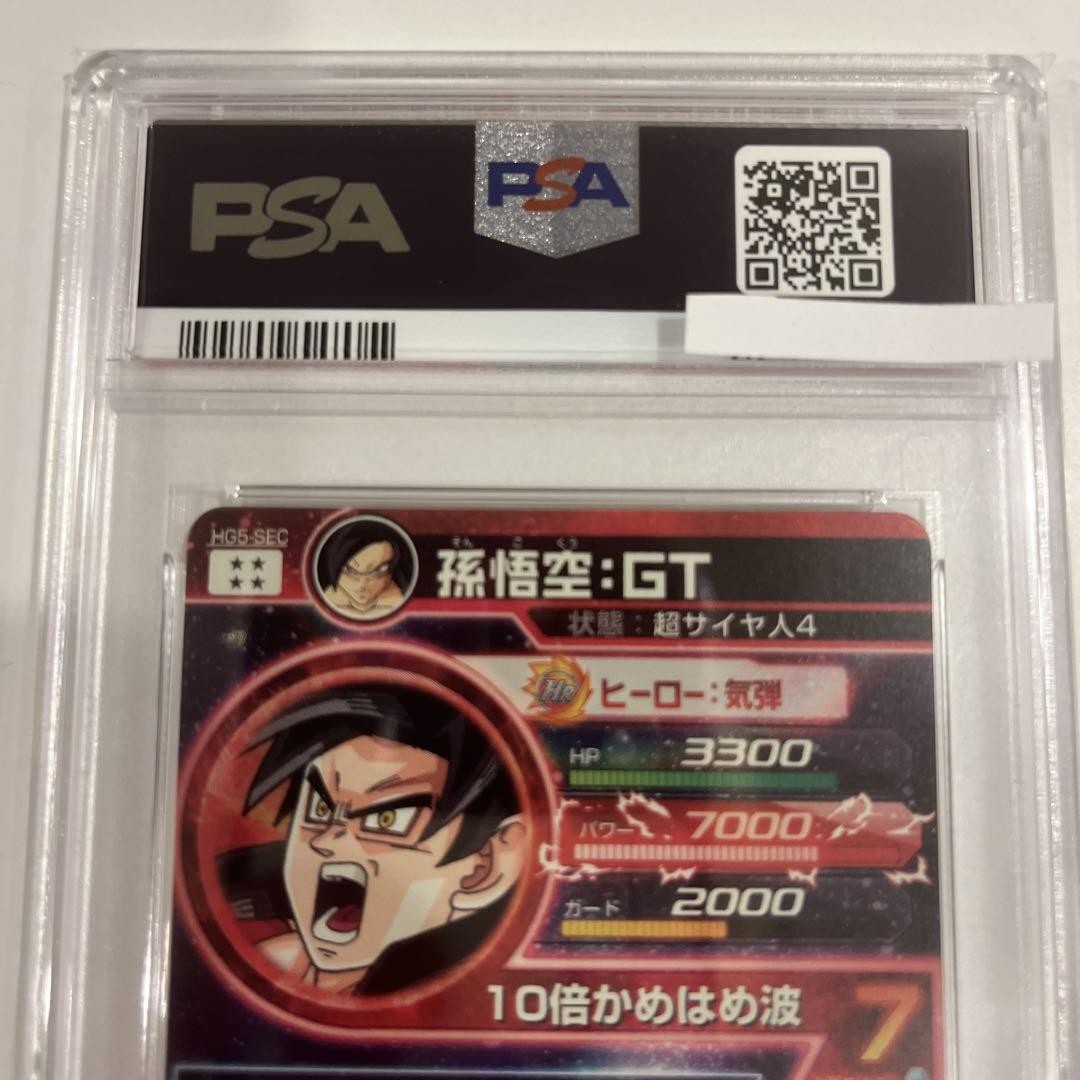 PSA
PSA
HG5-SEC
そん ご くう
孫悟空:GT
状態:超サイヤ人4
HR ヒーロー:気弾
HP 3300
パワー 7000
ガード 2000
10倍かめはめ波 7